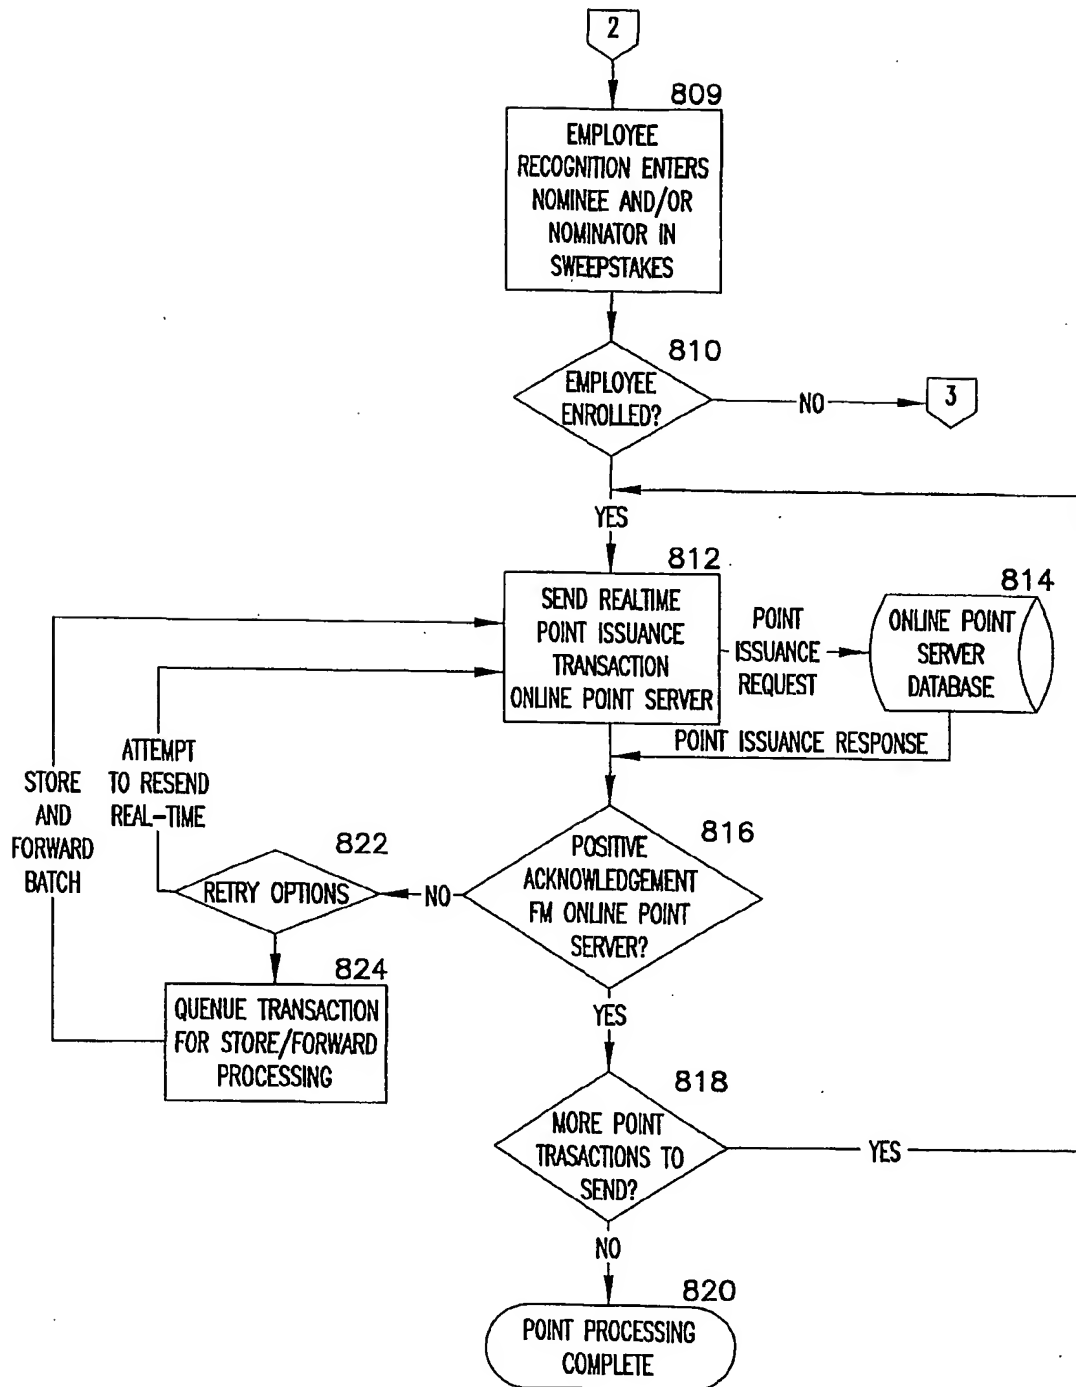 2
809
EMPLOYEE
RECOGNITION ENTERS
NOMINEE AND/OR
NOMINATOR IN
SWEEPSTAKES
810
EMPLOYEE
ENROLLED?
NO
3
YES
812
SEND REALTIME
POINT ISSUANCE
TRANSACTION
ONLINE POINT SERVER
POINT
ISSUANCE
REQUEST
814
ONLINE POINT
SERVER
DATABASE
POINT ISSUANCE RESPONSE
ATTEMPT
TO RESEND
REAL-TIME
STORE
AND
FORWARD
BATCH
816
POSITIVE
ACKNOWLEDGEMENT
FM ONLINE POINT
SERVER?
NO
822
RETRY OPTIONS
824
QUENUE TRANSACTION
FOR STORE/FORWARD
PROCESSING
YES
818
MORE POINT
TRASACTIONS TO
SEND?
YES
NO
820
POINT PROCESSING
COMPLETE